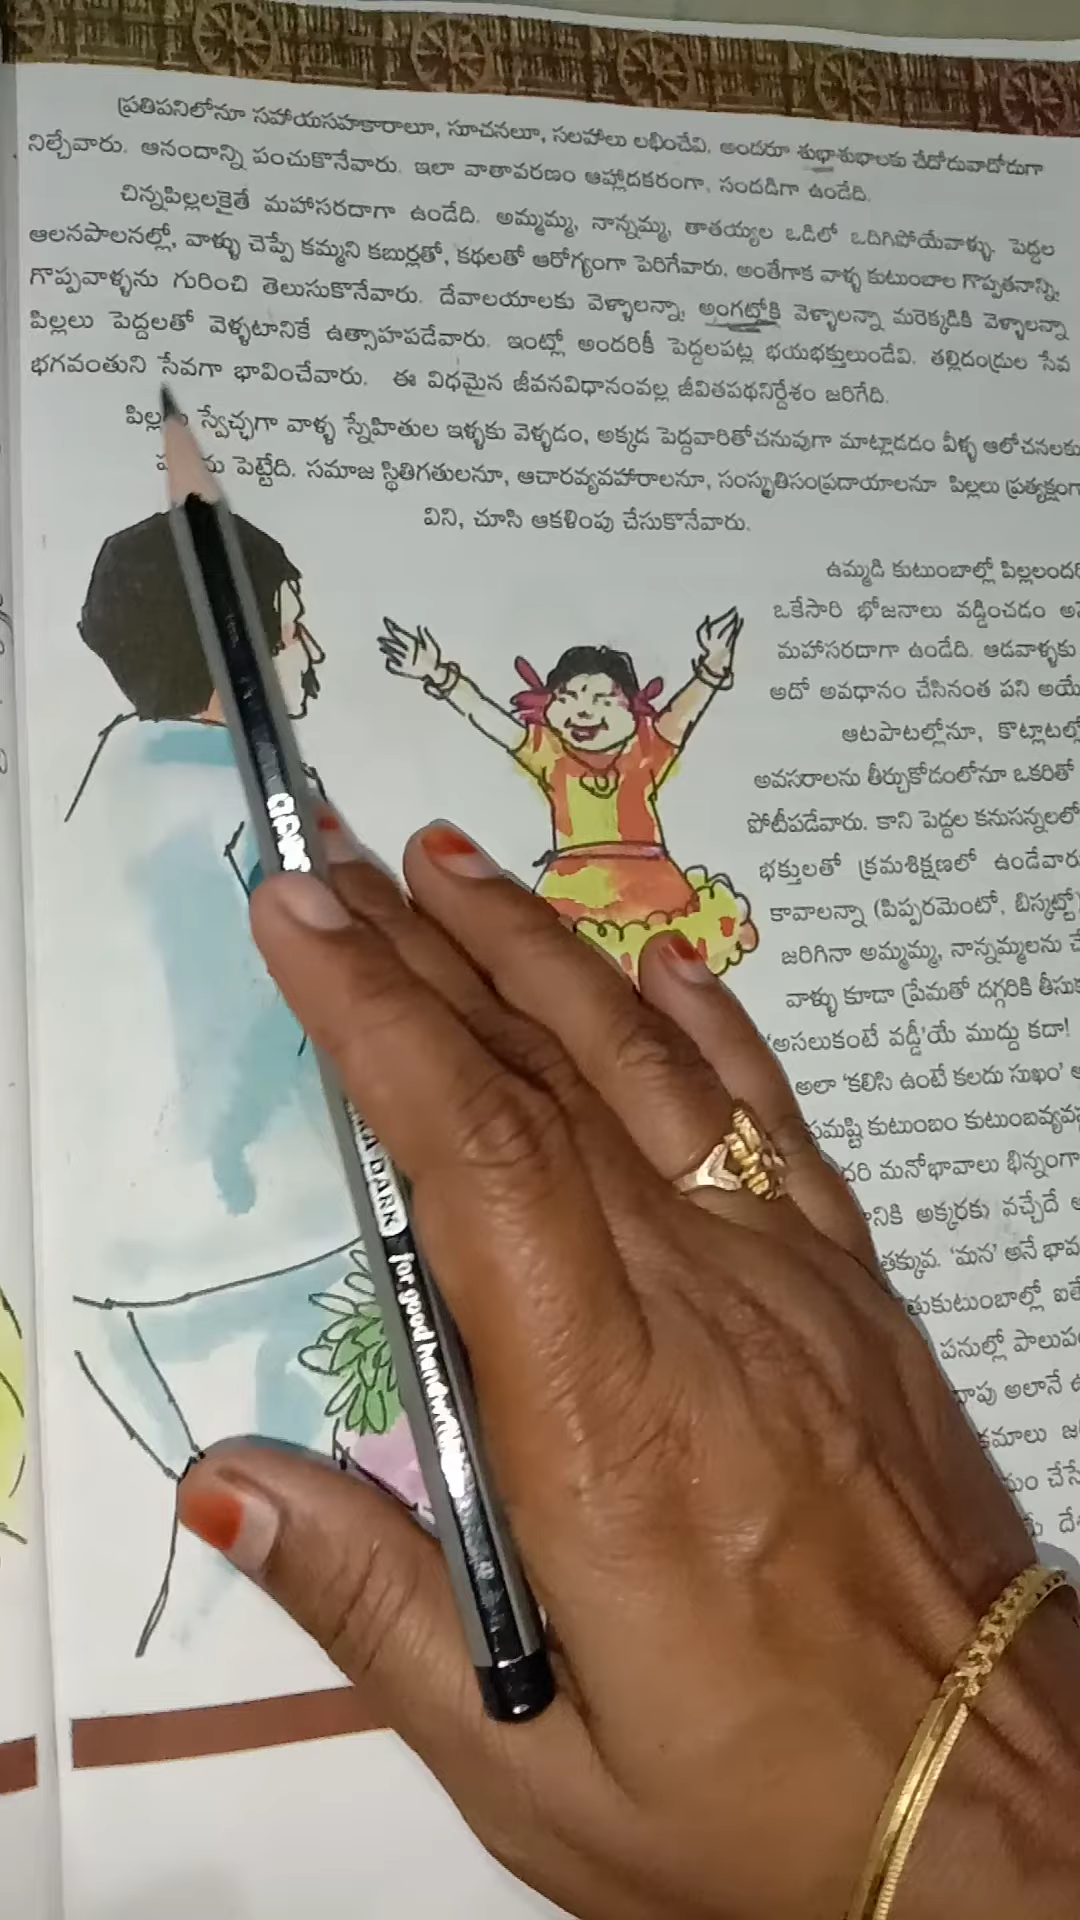 ప్రతిపనిలోనూ సహాయసహకారాలూ, సూచనలూ, సలహాలు లభించేవి. అందరూ శుభాశుభాలకు చేదోడువాదోడుగా
నిల్చేవారు. ఆనందాన్ని పంచుకొనేవారు. ఇలా వాతావరణం ఆహ్లాదకరంగా, సందడిగా ఉండేది.
చిన్నపిల్లలకైతే మహాసరదాగా ఉండేది. అమ్మమ్మ, నాన్నమ్మ, తాతయ్యల ఒడిలో ఒదిగిపోయేవాళ్ళు. పెద్దల
ఆలనపాలనల్లో, వాళ్ళు చెప్పే కమ్మని కబుర్లతో, కథలతో ఆరోగ్యంగా పెరిగేవారు. అంతేగాక వాళ్ళ కుటుంబాల గొప్పతనాన్ని,
గొప్పవాళ్ళను గురించి తెలుసుకొనేవారు. దేవాలయాలకు వెళ్ళాలన్నా, అంగట్లోకి వెళ్ళాలన్నా మరెక్కడికి వెళ్ళాలన్నా
పిల్లలు పెద్దలతో వెళ్ళటానికే ఉత్సాహపడేవారు. ఇంట్లో అందరికీ పెద్దలపట్ల భయభక్తులుండేవి. తల్లిదండ్రుల సేవ
భగవంతుని సేవగా భావించేవారు. ఈ విధమైన జీవనవిధానంవల్ల జీవితపథనిర్దేశం జరిగేది.
స్వేచ్ఛగా వాళ్ళ స్నేహితుల ఇళ్ళకు వెళ్ళడం, అక్కడ పెద్దవారితోచనువుగా మాట్లాడడం వీళ్ళ ఆలోచనలకు
పెట్టేది. సమాజ స్థితిగతులనూ, ఆచారవ్యవహారాలనూ, సంస్కృతిసంప్రదాయాలనూ పిల్లలు ప్రత్యక్షంగా
విని, చూసి ఆకళింపు చేసుకొనేవారు.
ఉమ్మడి కుటుంబాల్లో
ఒకేసారి భోజనాలు వడ్డించడం
మహాసరదాగా ఉండేది. ఆడవాళ్ళకు
అదో అవధానం చేసినంత పని
ఆటపాటల్లోనూ,
అవసరాలను తీర్చుకోడంలోనూ ఒకరితో
పోటీపడేవారు. కాని పెద్దల
భక్తులతో క్రమశిక్షణలో
కావాలన్నా (పిప్పరమెంటో, బిస్కట్టో)
జరిగినా అమ్మమ్మ, నాన్నమ్మలను
వాళ్ళు కూడా ప్రేమతో దగ్గరికి
'అసలుకంటే వడ్డీ'యే ముద్దు కదా!
అలా 'కలిసి ఉంటే కలదు సుఖం'
సమష్టి కుటుంబం
మనోభావాలు భిన్నంగా
అక్కరకు వచ్చేదే
తక్కువ. 'మన' అనే
పనుల్లో
అలానే
APSARA DARK for good handwriting